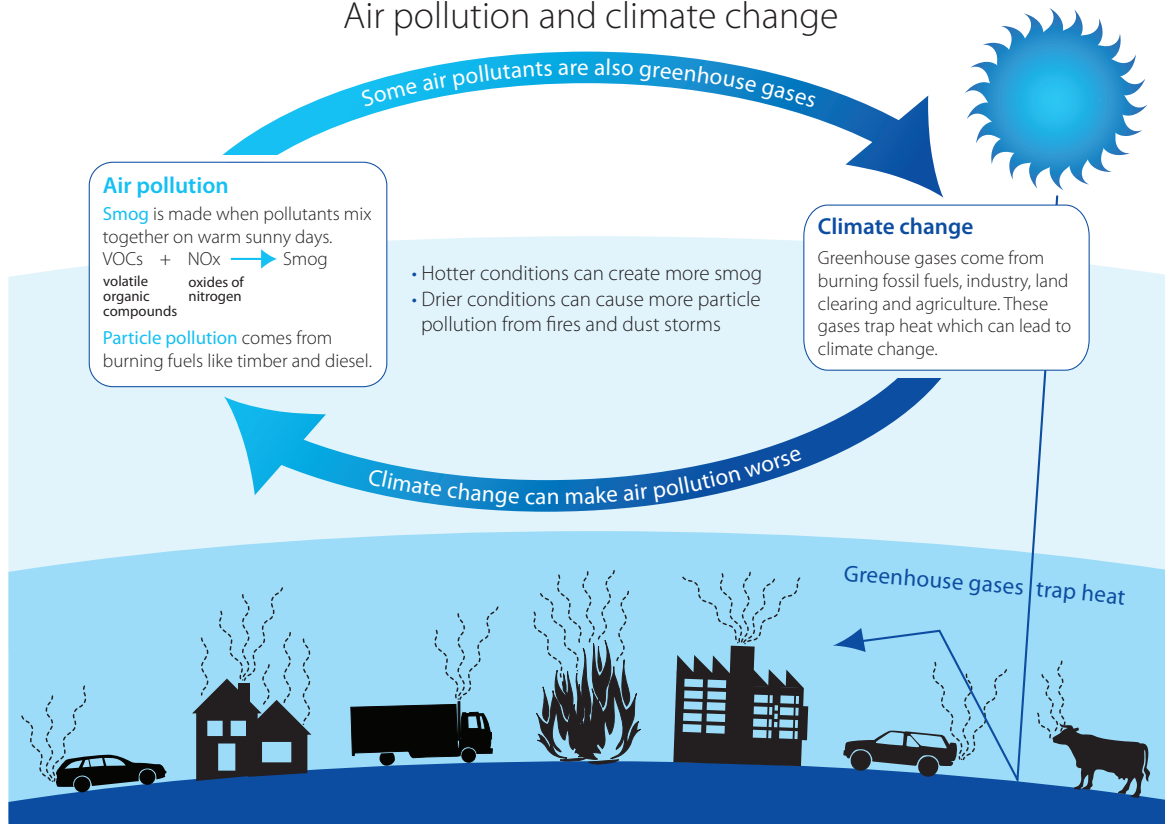 Air pollution and climate change
Some air pollutants are also greenhouse gases
Air pollution
Smog is made when pollutants mix
together on warm sunny days.
VOCs + NOx → Smog
volatile
organic
compounds
oxides of
nitrogen
Particle pollution comes from
burning fuels like timber and diesel.
• Hotter conditions can create more smog
• Drier conditions can cause more particle
pollution from fires and dust storms
Climate change
Greenhouse gases come from
burning fossil fuels, industry, land
clearing and agriculture. These
gases trap heat which can lead to
climate change.
Climate change can make air pollution worse
Greenhouse gases trap heat